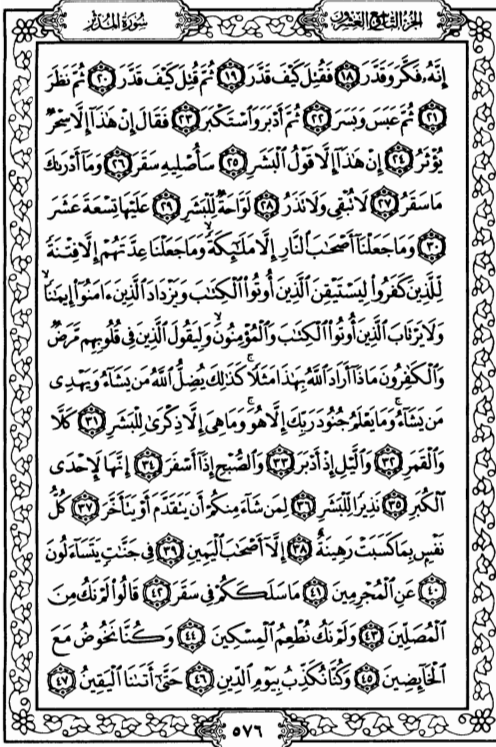 سورة المدثر الجزء التاسع والعشرون
إِنَّهُۥ فَكَّرَ وَقَدَّرَ ١٨ فَقُتِلَ كَيْفَ قَدَّرَ ١٩ ثُمَّ قُتِلَ كَيْفَ قَدَّرَ ٢٠ ثُمَّ نَظَرَ
٢١ ثُمَّ عَبَسَ وَبَسَرَ ٢٢ ثُمَّ أَدْبَرَ وَٱسْتَكْبَرَ ٢٣ فَقَالَ إِنْ هَٰذَآ إِلَّا سِحْرٌ
يُؤْثَرُ ٢٤ إِنْ هَٰذَآ إِلَّا قَوْلُ ٱلْبَشَرِ ٢٥ سَأُصْلِيهِ سَقَرَ ٢٦ وَمَآ أَدْرَىٰكَ
مَا سَقَرُ ٢٧ لَا تُبْقِى وَلَا تَذَرُ ٢٨ لَوَّاحَةٌ لِّلْبَشَرِ ٢٩ عَلَيْهَا تِسْعَةَ عَشَرَ
٣٠ وَمَا جَعَلْنَآ أَصْحَٰبَ ٱلنَّارِ إِلَّا مَلَٰٓئِكَةً ۙ وَمَا جَعَلْنَا عِدَّتَهُمْ إِلَّا فِتْنَةً
لِّلَّذِينَ كَفَرُوا۟ لِيَسْتَيْقِنَ ٱلَّذِينَ أُوتُوا۟ ٱلْكِتَٰبَ وَيَزْدَادَ ٱلَّذِينَ ءَامَنُوٓا۟ إِيمَٰنًا ۙ
وَلَا يَرْتَابَ ٱلَّذِينَ أُوتُوا۟ ٱلْكِتَٰبَ وَٱلْمُؤْمِنُونَ ۙ وَلِيَقُولَ ٱلَّذِينَ فِى قُلُوبِهِم مَّرَضٌ
وَٱلْكَٰفِرُونَ مَاذَآ أَرَادَ ٱللَّهُ بِهَٰذَا مَثَلًا ۚ كَذَٰلِكَ يُضِلُّ ٱللَّهُ مَن يَشَآءُ وَيَهْدِى
مَن يَشَآءُ ۚ وَمَا يَعْلَمُ جُنُودَ رَبِّكَ إِلَّا هُوَ ۚ وَمَا هِىَ إِلَّا ذِكْرَىٰ لِلْبَشَرِ ٣١ كَلَّا
وَٱلْقَمَرِ ٣٢ وَٱلَّيْلِ إِذْ أَدْبَرَ ٣٣ وَٱلصُّبْحِ إِذَآ أَسْفَرَ ٣٤ إِنَّهَا لَإِحْدَى
ٱلْكُبَرِ ٣٥ نَذِيرًا لِّلْبَشَرِ ٣٦ لِمَن شَآءَ مِنكُمْ أَن يَتَقَدَّمَ أَوْ يَتَأَخَّرَ ٣٧ كُلُّ
نَفْسٍۭ بِمَا كَسَبَتْ رَهِينَةٌ ٣٨ إِلَّآ أَصْحَٰبَ ٱلْيَمِينِ ٣٩ فِى جَنَّٰتٍ يَتَسَآءَلُونَ
٤٠ عَنِ ٱلْمُجْرِمِينَ ٤١ مَا سَلَكَكُمْ فِى سَقَرَ ٤٢ قَالُوا۟ لَمْ نَكُ مِنَ
ٱلْمُصَلِّينَ ٤٣ وَلَمْ نَكُ نُطْعِمُ ٱلْمِسْكِينَ ٤٤ وَكُنَّا نَخُوضُ مَعَ
ٱلْخَآئِضِينَ ٤٥ وَكُنَّا نُكَذِّبُ بِيَوْمِ ٱلدِّينِ ٤٦ حَتَّىٰٓ أَتَىٰنَا ٱلْيَقِينُ ٤٧
٥٧٦